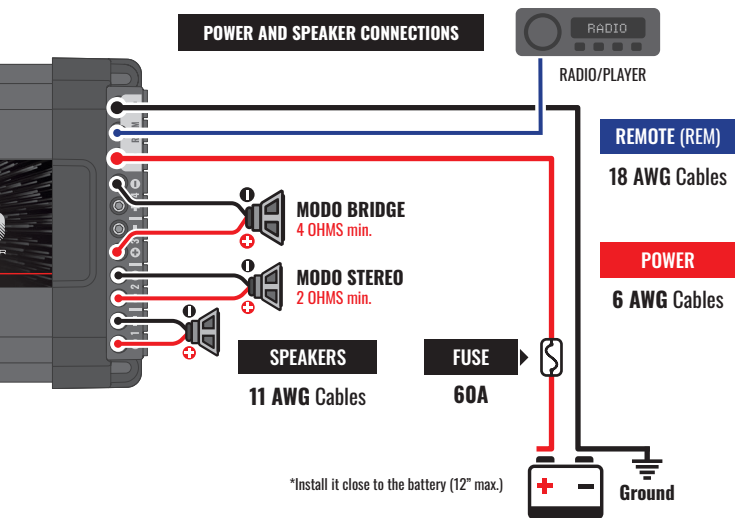 POWER AND SPEAKER CONNECTIONS
RADIO
RADIO/PLAYER
REMOTE (REM)
18 AWG Cables
MODO BRIDGE
4 OHMS min.
POWER
6 AWG Cables
MODO STEREO
2 OHMS min.
SPEAKERS
11 AWG Cables
FUSE
60A
*Install it close to the battery (12” max.)
Ground